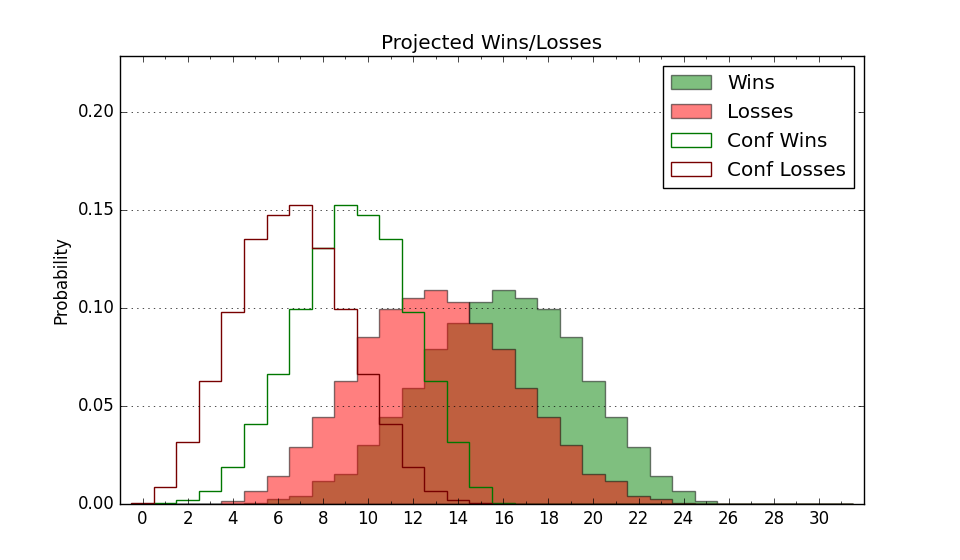 Projected Wins/Losses
Wins
Losses
Conf Wins
Conf Losses
Probability
0.20
0.15
0.10
0.05
0.00
0 2 4 6 8 10 12 14 16 18 20 22 24 26 28 30